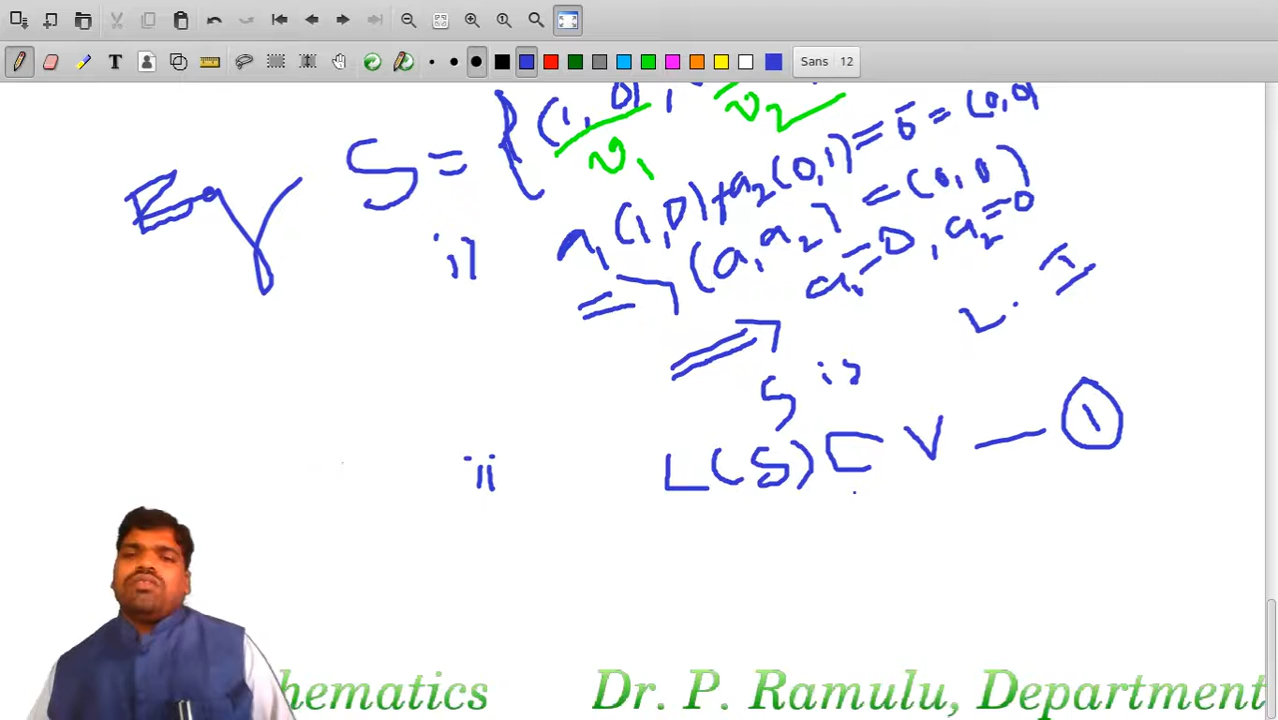 Sans 12
Eg S = { (1, 0),
v₁ v₂
i) a₁(1,0)+a₂(0,1) = ō = (0,0)
=> (a₁, a₂) = (0,0)
a₁=0, a₂=0
=> S is L.I
ii L(S) ⊂ V — ①
hematics Dr. P. Ramulu, Department